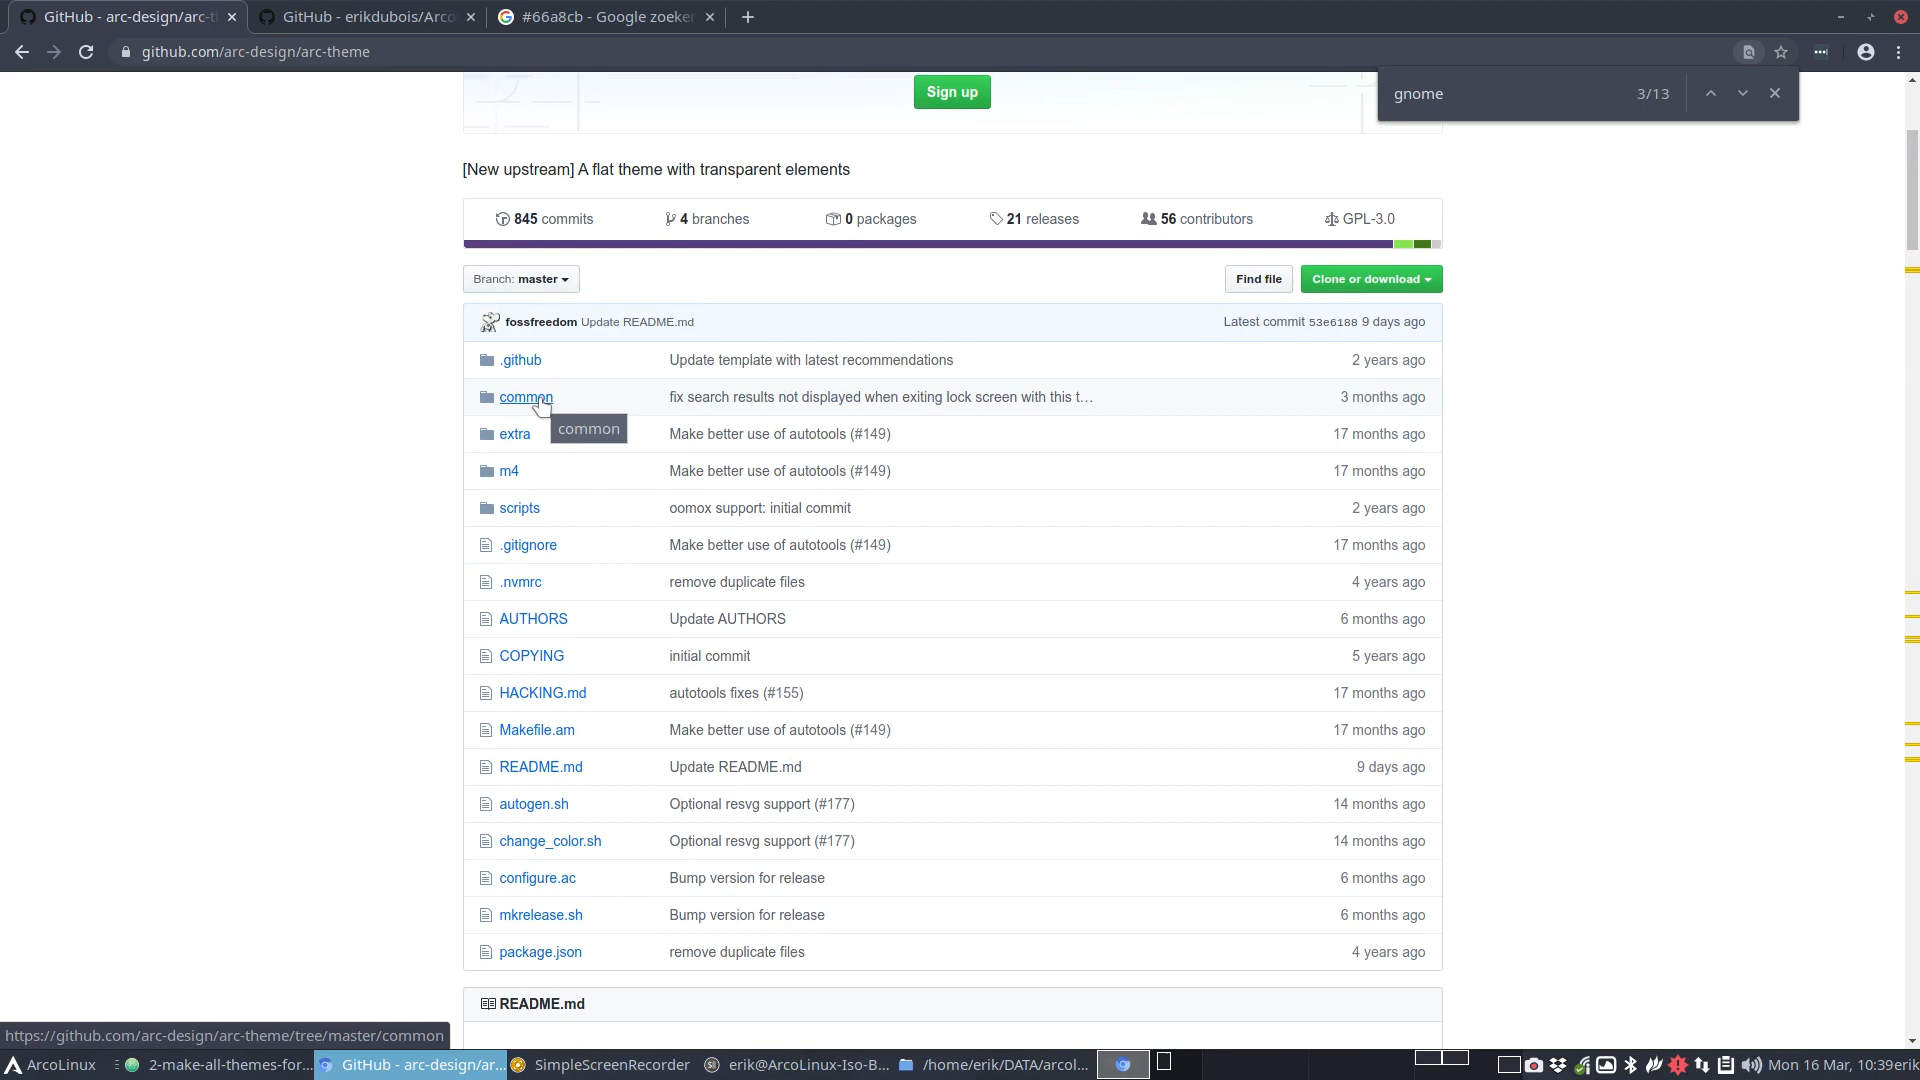 GitHub - arc-design/arc-t
GitHub - erikdubois/Arco
#66a8cb - Google zoeken
github.com/arc-design/arc-theme
gnome 3/13
Sign up
[New upstream] A flat theme with transparent elements
845 commits 4 branches 0 packages 21 releases 56 contributors GPL-3.0
Branch: master Find file Clone or download
fossfreedom Update README.md Latest commit 53e6188 9 days ago
.github Update template with latest recommendations 2 years ago
common fix search results not displayed when exiting lock screen with this t… 3 months ago
common
extra Make better use of autotools (#149) 17 months ago
m4 Make better use of autotools (#149) 17 months ago
scripts oomox support: initial commit 2 years ago
.gitignore Make better use of autotools (#149) 17 months ago
.nvmrc remove duplicate files 4 years ago
AUTHORS Update AUTHORS 6 months ago
COPYING initial commit 5 years ago
HACKING.md autotools fixes (#155) 17 months ago
Makefile.am Make better use of autotools (#149) 17 months ago
README.md Update README.md 9 days ago
autogen.sh Optional resvg support (#177) 14 months ago
change_color.sh Optional resvg support (#177) 14 months ago
configure.ac Bump version for release 6 months ago
mkrelease.sh Bump version for release 6 months ago
package.json remove duplicate files 4 years ago
README.md
https://github.com/arc-design/arc-theme/tree/master/common
ArcoLinux 2-make-all-themes-for... GitHub - arc-design/ar... SimpleScreenRecorder erik@ArcoLinux-Iso-B... /home/erik/DATA/arcol... Mon 16 Mar, 10:39 erik